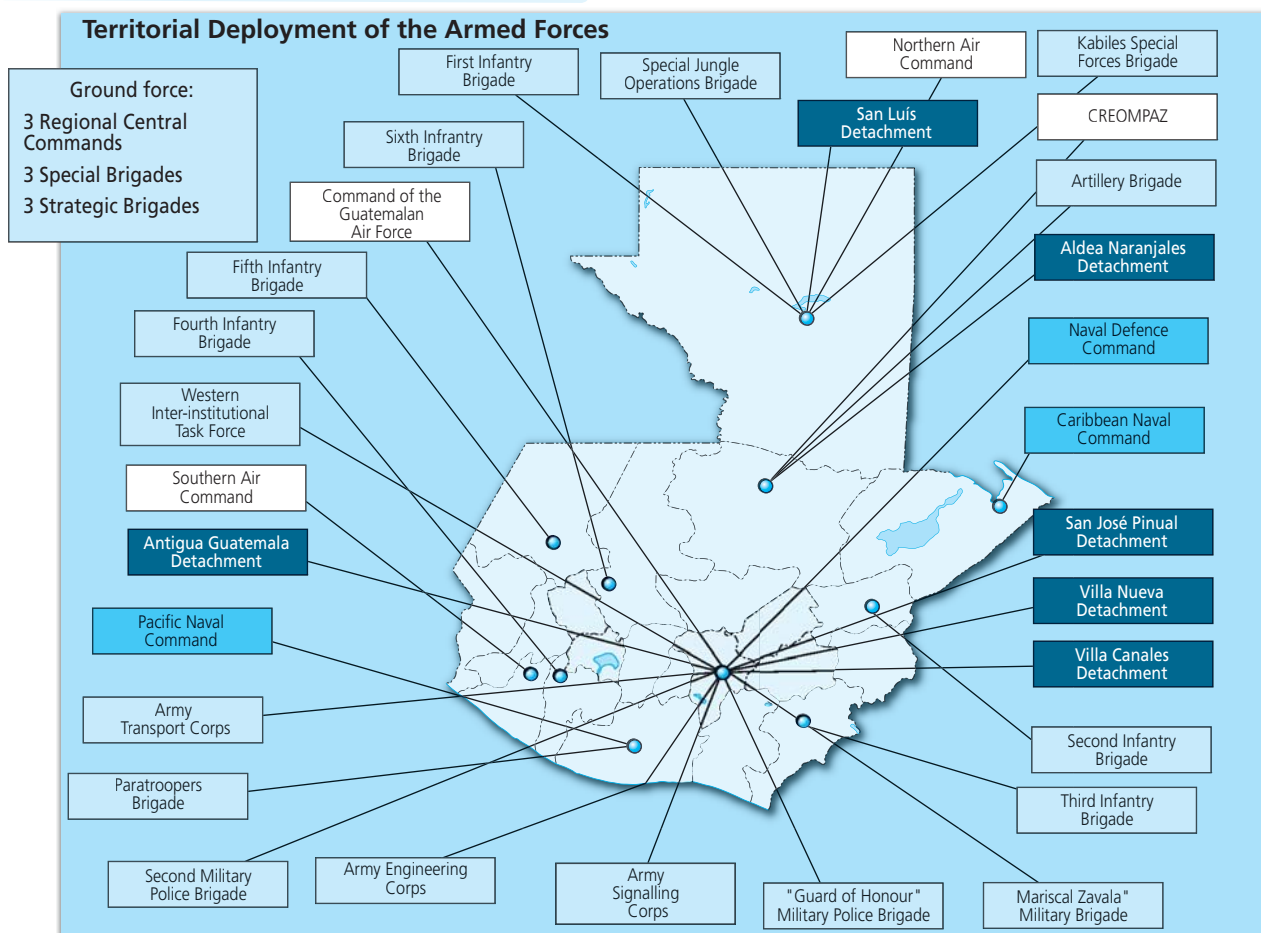 Territorial Deployment of the Armed Forces
Ground force:
3 Regional Central
Commands
3 Special Brigades
3 Strategic Brigades
First Infantry
Brigade
Special Jungle
Operations Brigade
Northern Air
Command
Kabiles Special
Forces Brigade
San Luís
Detachment
CREOMPAZ
Sixth Infrantry
Brigade
Artillery Brigade
Command of the
Guatemalan
Air Force
Aldea Naranjales
Detachment
Fifth Infantry
Brigade
Fourth Infantry
Brigade
Naval Defence
Command
Western
Inter-institutional
Task Force
Caribbean Naval
Command
Southern Air
Command
San José Pinual
Detachment
Antigua Guatemala
Detachment
Villa Nueva
Detachment
Pacific Naval
Command
Villa Canales
Detachment
Army
Transport Corps
Second Infantry
Brigade
Paratroopers
Brigade
Third Infantry
Brigade
Second Military
Police Brigade
Army Engineering
Corps
Army
Signalling
Corps
"Guard of Honour"
Military Police Brigade
Mariscal Zavala"
Military Brigade